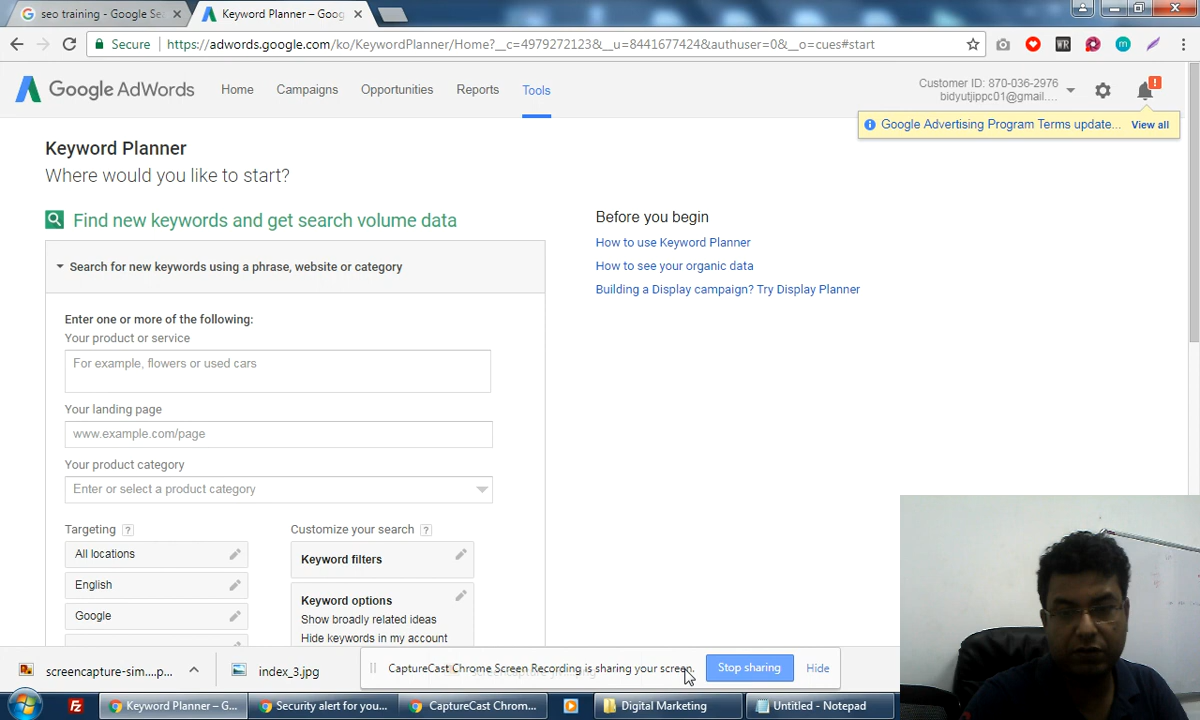 seo training - Google Se
Keyword Planner – Goog
Secure
https://adwords.google.com/ko/KeywordPlanner/Home?__c=4979272123&__u=8441677424&authuser=0&__o=cues#start
WR
m
Google AdWords
Home
Campaigns
Opportunities
Reports
Tools
Customer ID: 870-036-2976
bidyutjippc01@gmail....
!
Google Advertising Program Terms update...
View all
Keyword Planner
Where would you like to start?
Find new keywords and get search volume data
Search for new keywords using a phrase, website or category
Enter one or more of the following:
Your product or service
For example, flowers or used cars
Your landing page
www.example.com/page
Your product category
Enter or select a product category
Targeting ?
All locations
English
Google
Customize your search ?
Keyword filters
Keyword options
Show broadly related ideas
Hide keywords in my account
Before you begin
How to use Keyword Planner
How to see your organic data
Building a Display campaign? Try Display Planner
screencapture-sim....p...
index_3.jpg
CaptureCast Chrome Screen Recording is sharing your screen.
Stop sharing
Hide
Fz
Keyword Planner – G...
Security alert for you...
CaptureCast Chrom...
Digital Marketing
Untitled - Notepad